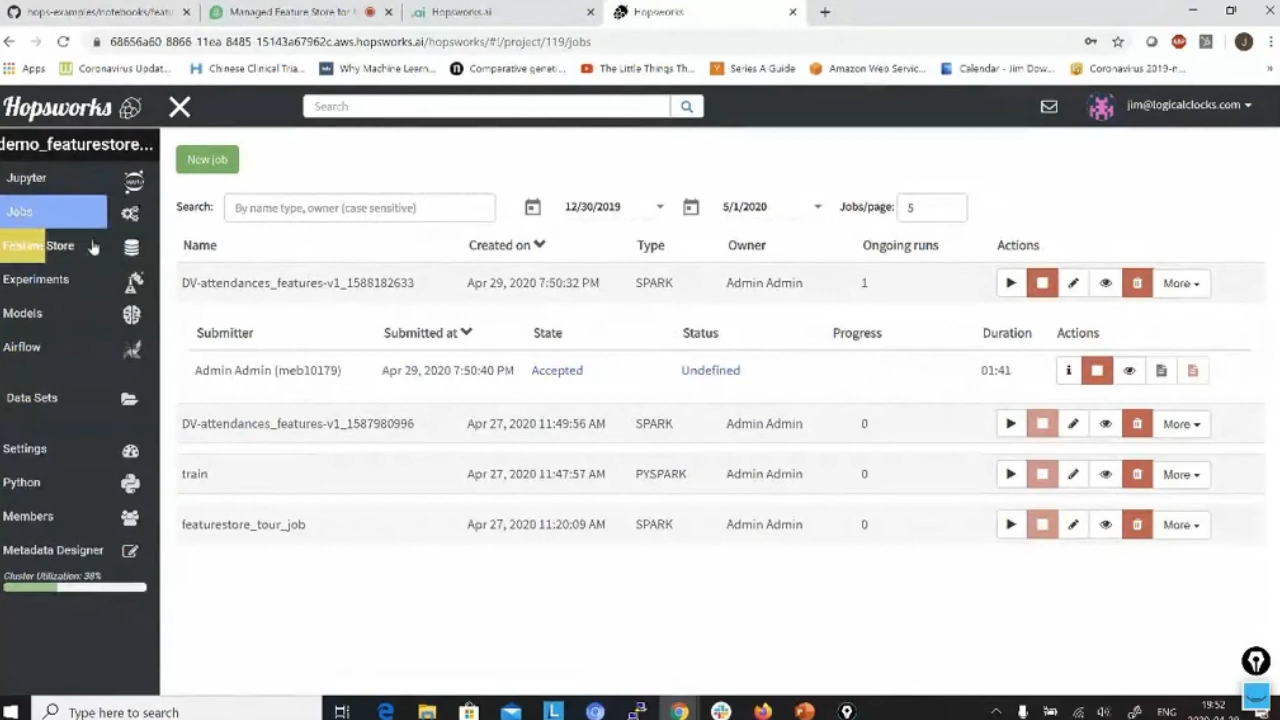 hops-examples/notebooks/featu
Managed Feature Store for
Hopsworks.ai
Hopsworks
68656a60 8866 11ea 8485 15143a67962c.aws.hopsworks.ai/hopsworks/#!/project/119/jobs
J
Apps
Coronavirus Updat...
Chinese Clinical Tria...
Why Machine Learn...
Comparative geneti...
The Little Things Th...
Series A Guide
Amazon Web Servic...
Calendar - Jim Dow...
Coronavirus 2019-n...
»
Hopsworks
Search
jim@logicalclocks.com
demo_featurestore...
Jupyter
Jobs
Feature Store
Experiments
Models
Airflow
Data Sets
Settings
Python
Members
Metadata Designer
Cluster Utilization: 38%
New job
Search: By name type, owner (case sensitive) 12/30/2019 5/1/2020 Jobs/page: 5
Name Created on Type Owner Ongoing runs Actions
DV-attendances_features-v1_1588182633 Apr 29, 2020 7:50:32 PM SPARK Admin Admin 1 More
Submitter Submitted at State Status Progress Duration Actions
Admin Admin (meb10179) Apr 29, 2020 7:50:40 PM Accepted Undefined 01:41
DV-attendances_features-v1_1587980996 Apr 27, 2020 11:49:56 AM SPARK Admin Admin 0 More
train Apr 27, 2020 11:47:57 AM PYSPARK Admin Admin 0 More
featurestore_tour_job Apr 27, 2020 11:20:09 AM SPARK Admin Admin 0 More
Type here to search
ENG
19:52